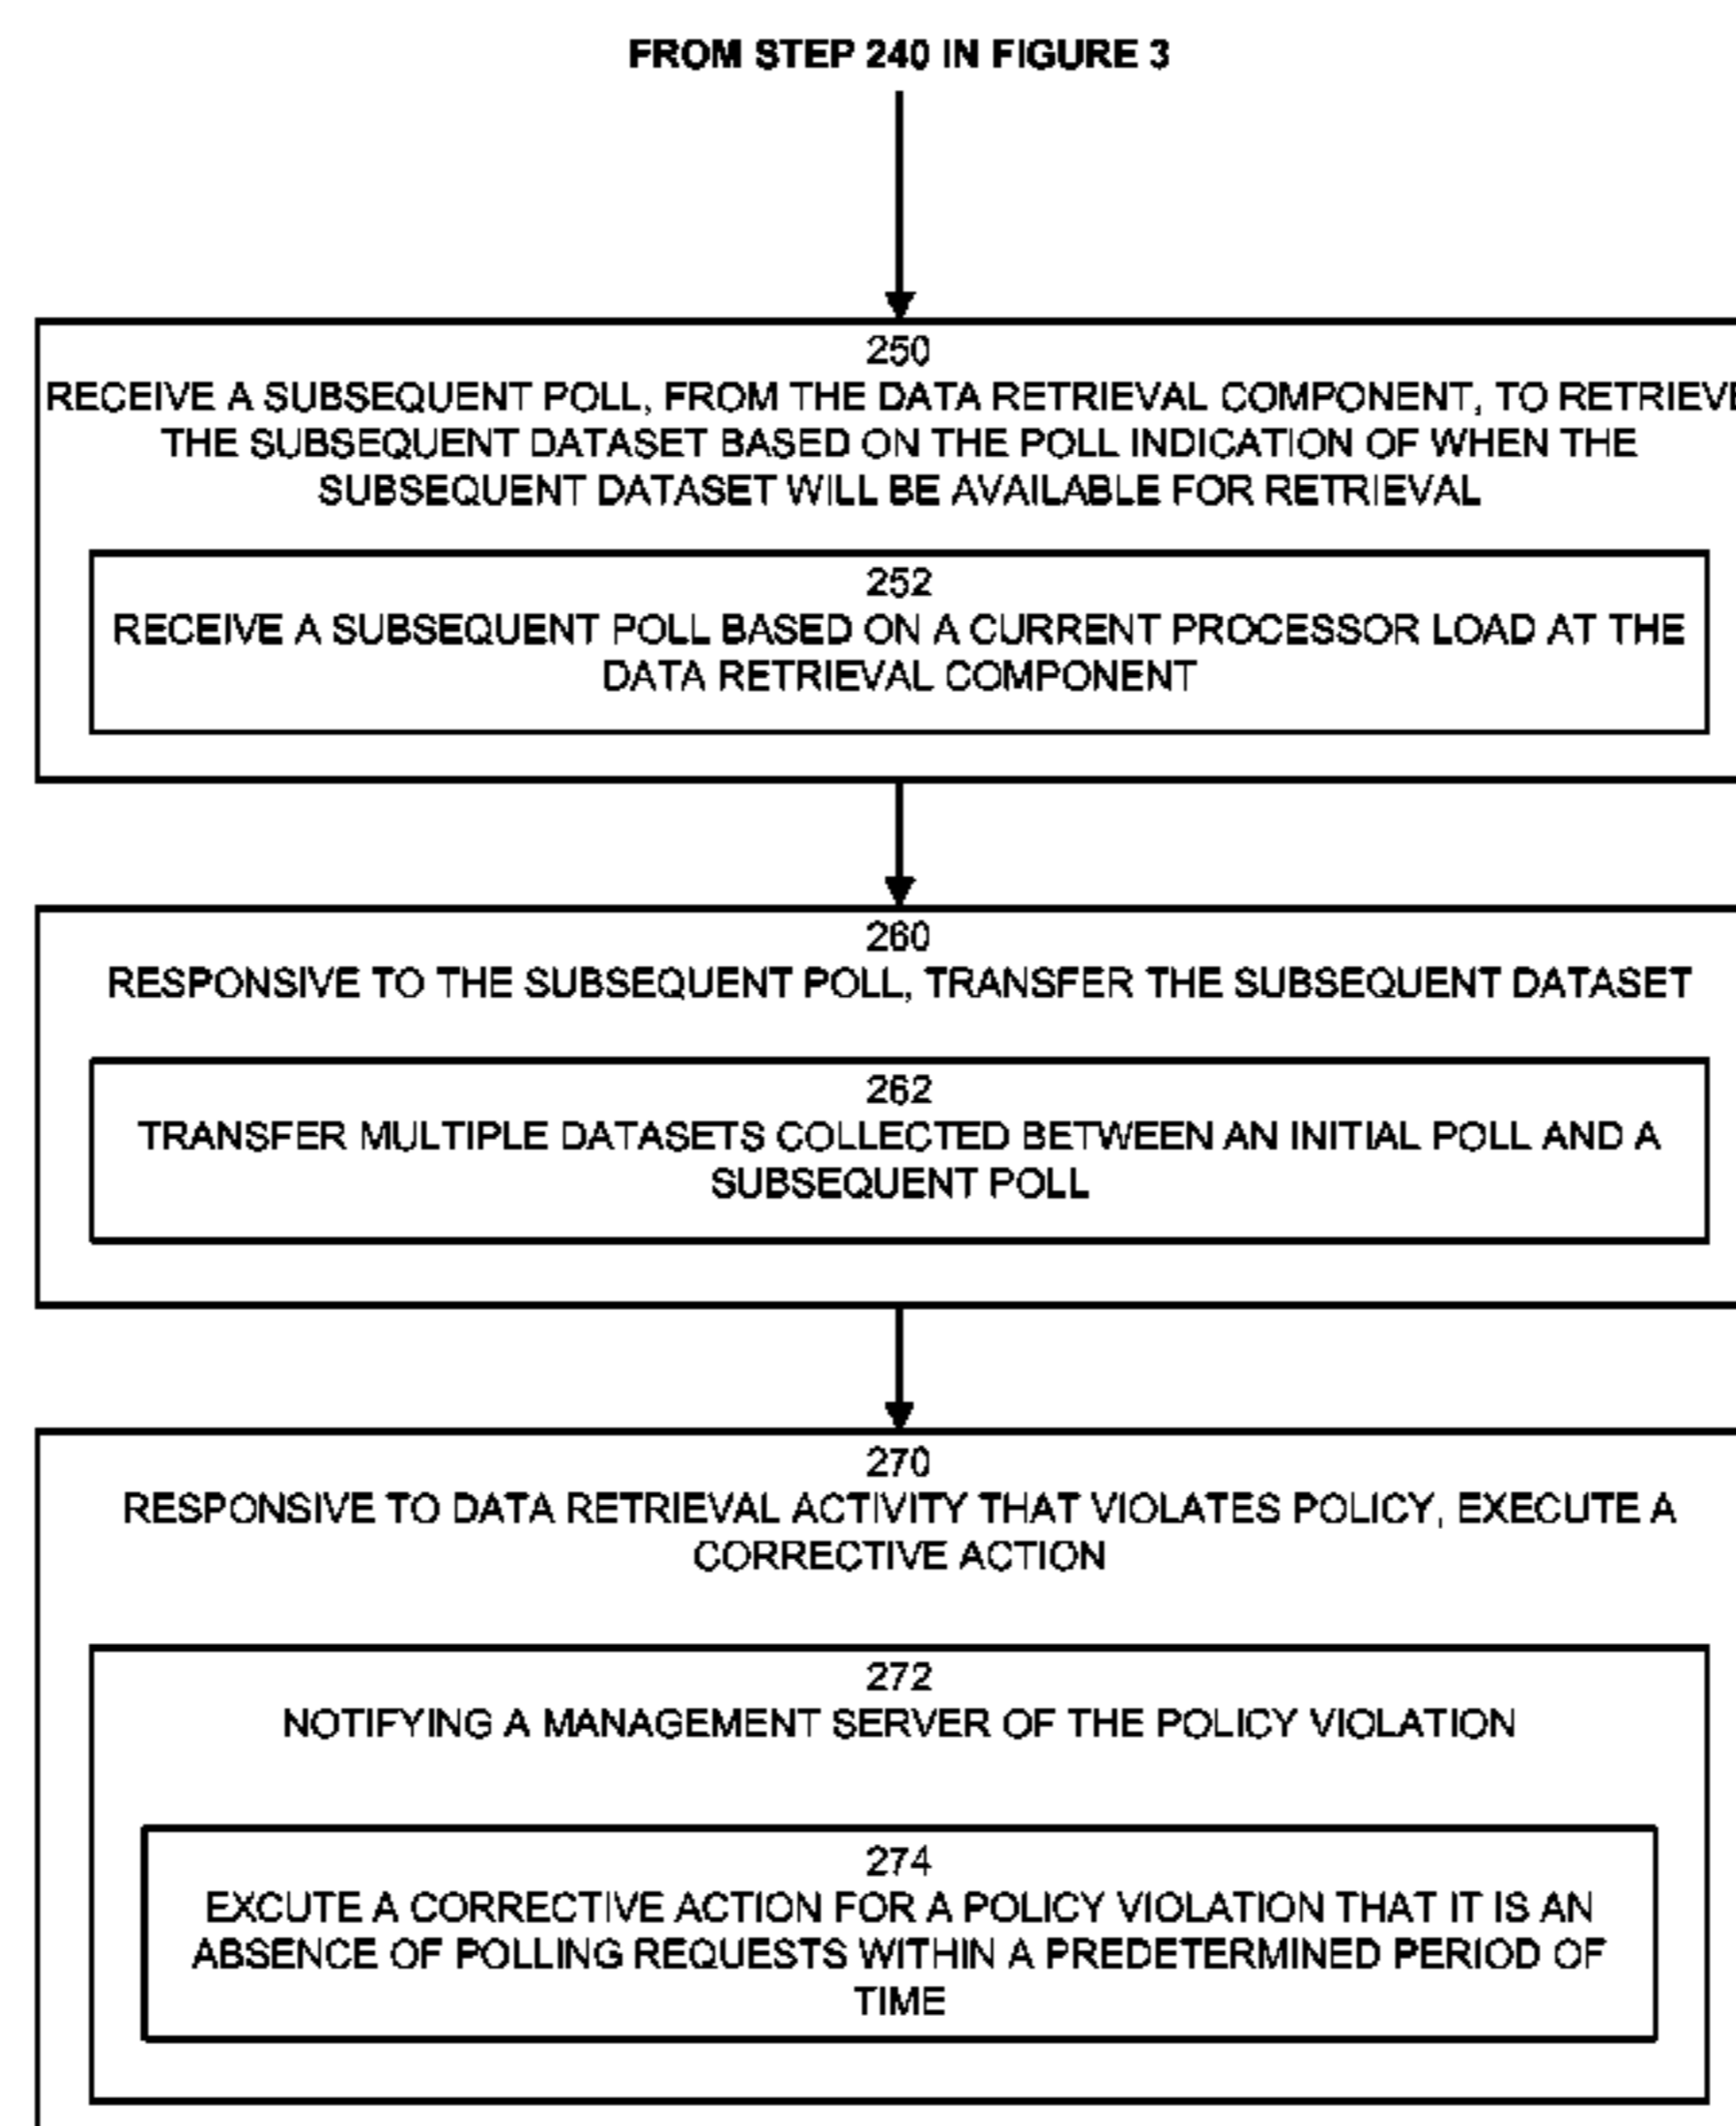 FROM STEP 240 IN FIGURE 3
250
RECEIVE A SUBSEQUENT POLL, FROM THE DATA RETRIEVAL COMPONENT, TO RETRIEVE
THE SUBSEQUENT DATASET BASED ON THE POLL INDICATION OF WHEN THE
SUBSEQUENT DATASET WILL BE AVAILABLE FOR RETRIEVAL
252
RECEIVE A SUBSEQUENT POLL BASED ON A CURRENT PROCESSOR LOAD AT THE
DATA RETRIEVAL COMPONENT
260
RESPONSIVE TO THE SUBSEQUENT POLL, TRANSFER THE SUBSEQUENT DATASET
262
TRANSFER MULTIPLE DATASETS COLLECTED BETWEEN AN INITIAL POLL AND A
SUBSEQUENT POLL
270
RESPONSIVE TO DATA RETRIEVAL ACTIVITY THAT VIOLATES POLICY, EXECUTE A
CORRECTIVE ACTION
272
NOTIFYING A MANAGEMENT SERVER OF THE POLICY VIOLATION
274
EXCUTE A CORRECTIVE ACTION FOR A POLICY VIOLATION THAT IT IS AN
ABSENCE OF POLLING REQUESTS WITHIN A PREDETERMINED PERIOD OF
TIME